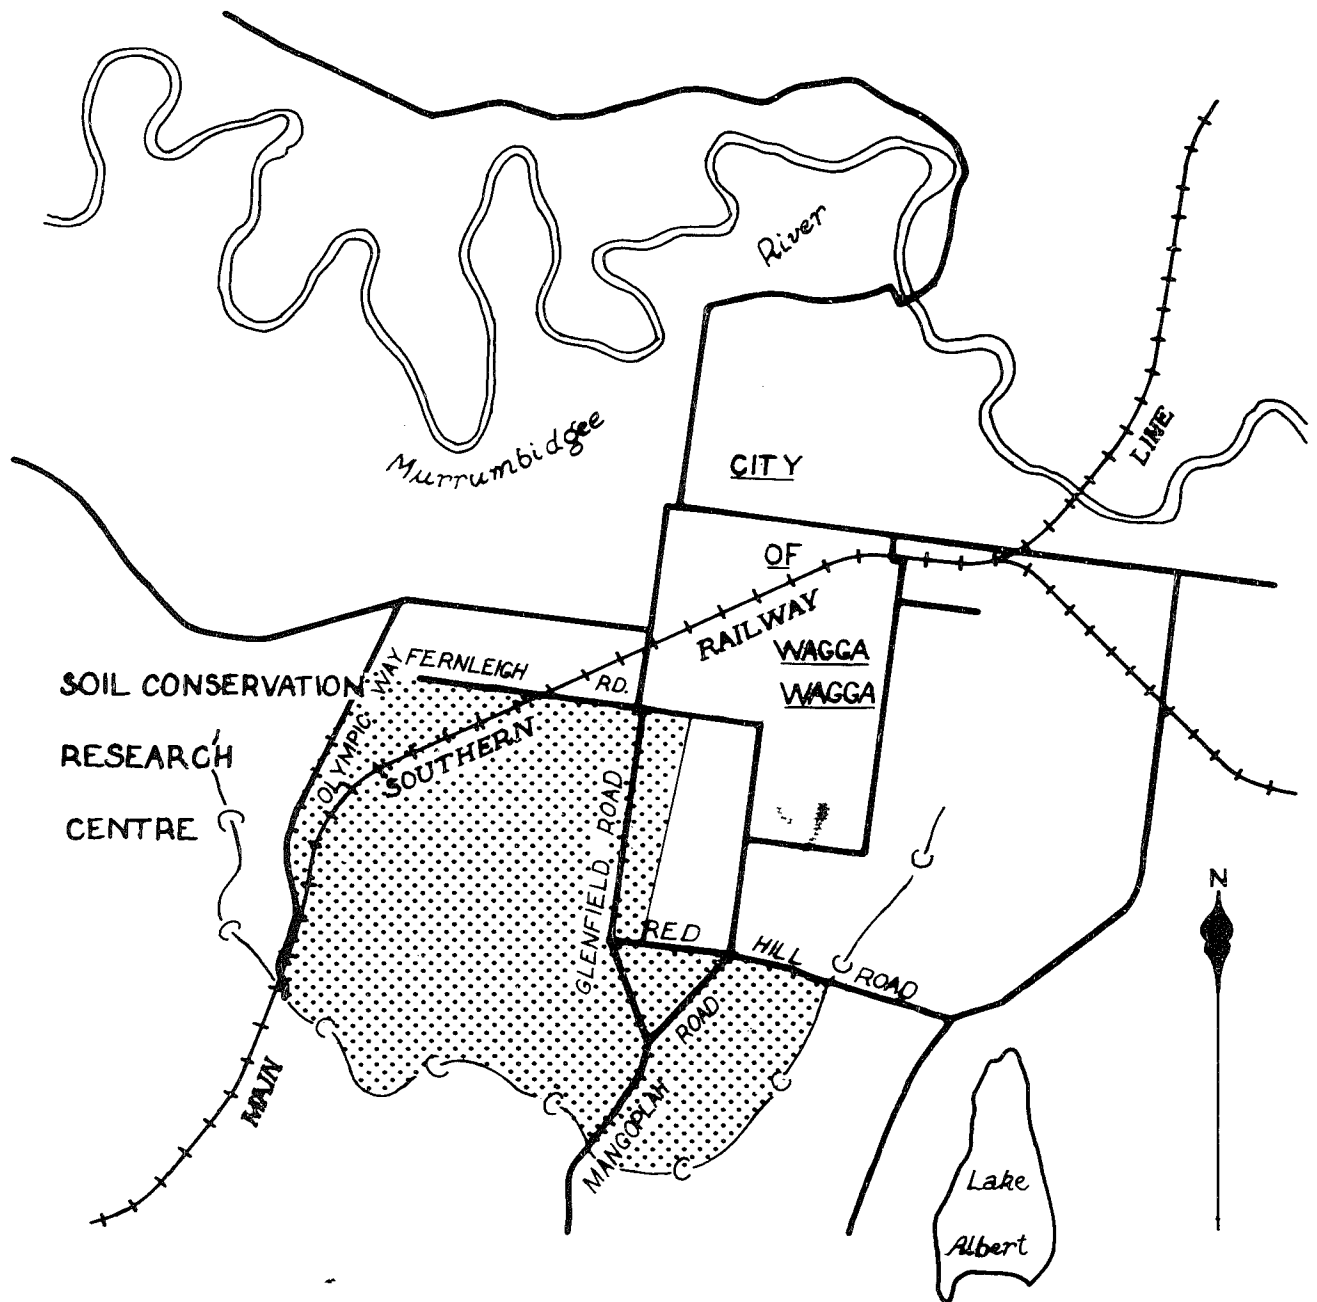 River
Murrumbidgee
LINE
CITY
OF
RAILWAY
WAGGA
WAGGA
FERNLEIGH RD.
OLYMPIC WAY
SOIL CONSERVATION
RESEARCH
CENTRE
SOUTHERN
GLENFIELD ROAD
RED HILL ROAD
N
MANGOPLAH ROAD
MAIN
Lake
Albert